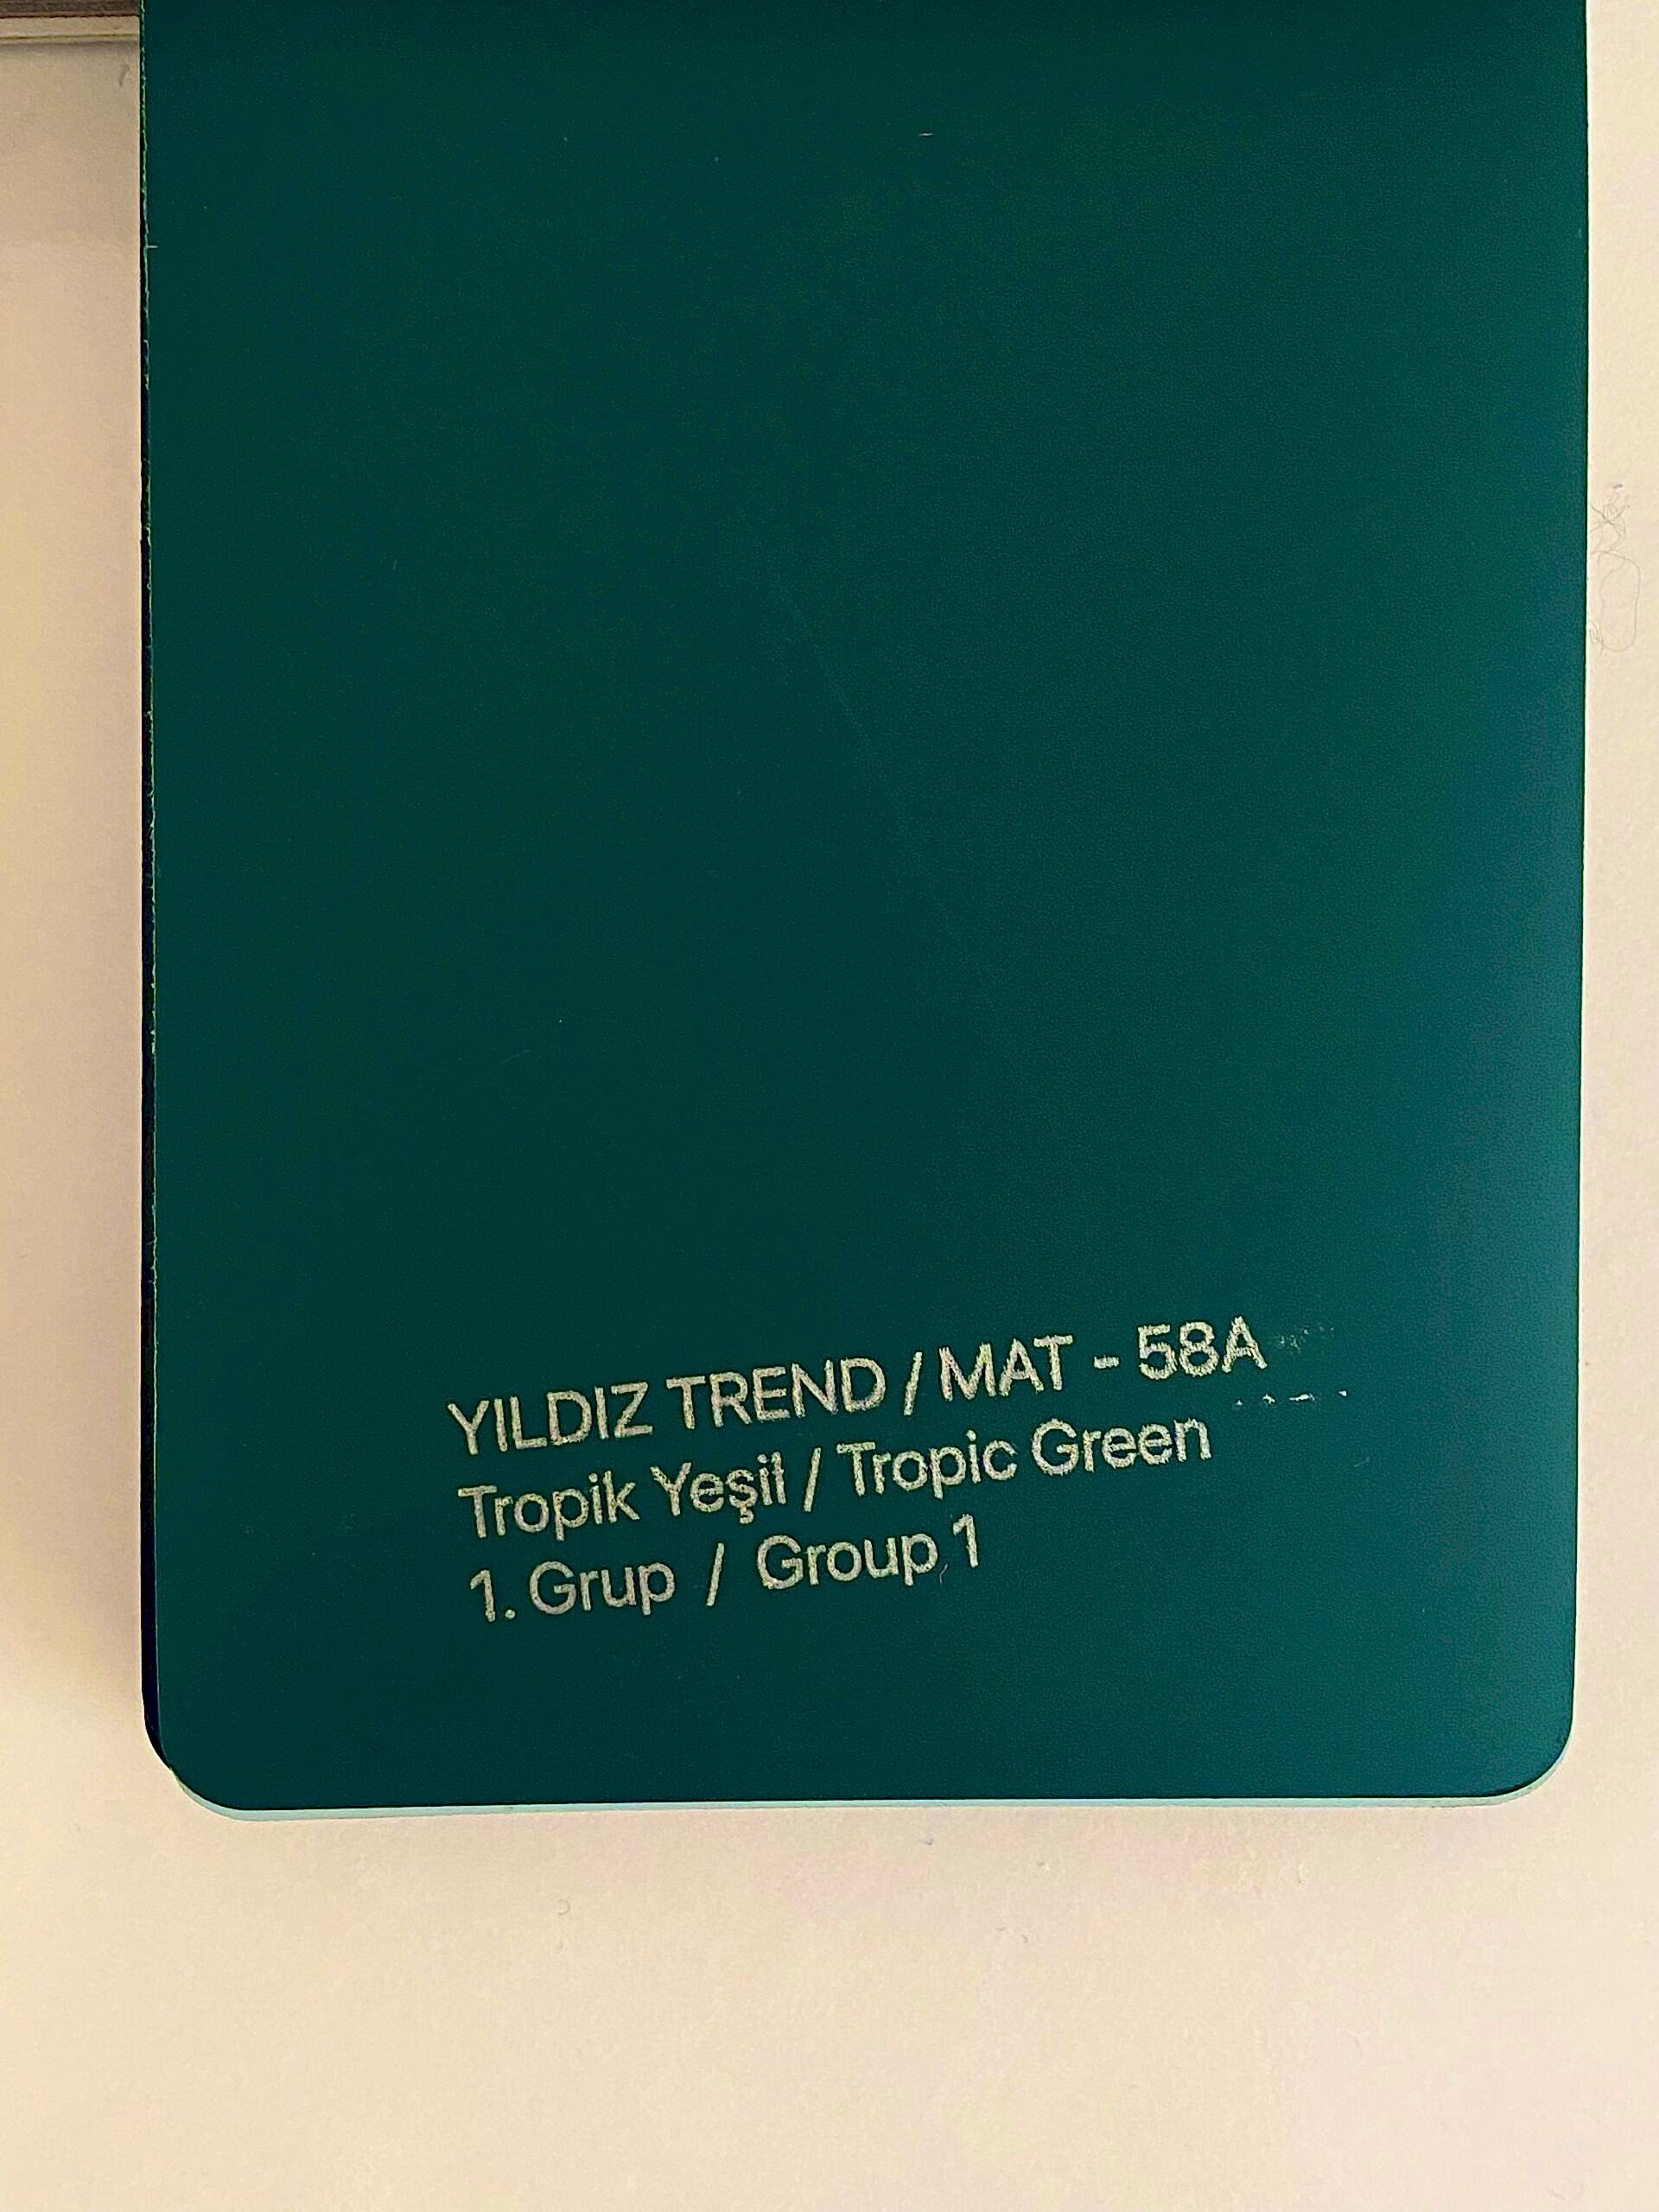 YILDIZ TREND / MAT - 58A
Tropik Yeşil / Tropic Green
1. Grup / Group 1